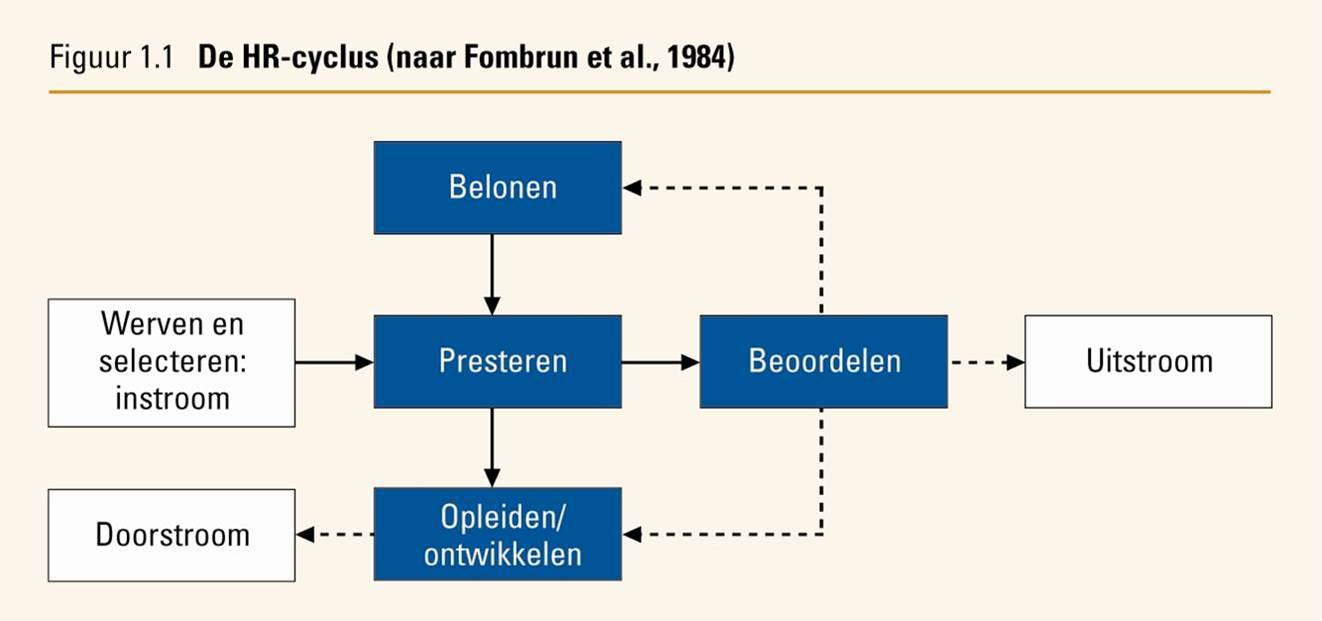 Figuur 1.1 De HR-cyclus (naar Fombrun et al., 1984)
Belonen
Werven en
selecteren:
instroom
Presteren
Beoordelen
Uitstroom
Doorstroom
Opleiden/
ontwikkelen